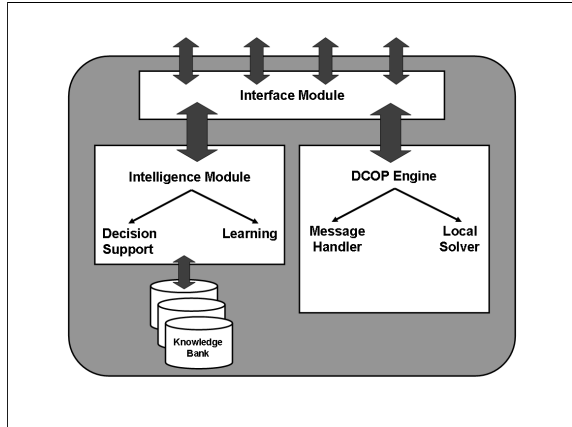 Interface Module
Intelligence Module
Decision
Support
Learning
DCOP Engine
Message
Handler
Local
Solver
Knowledge
Bank